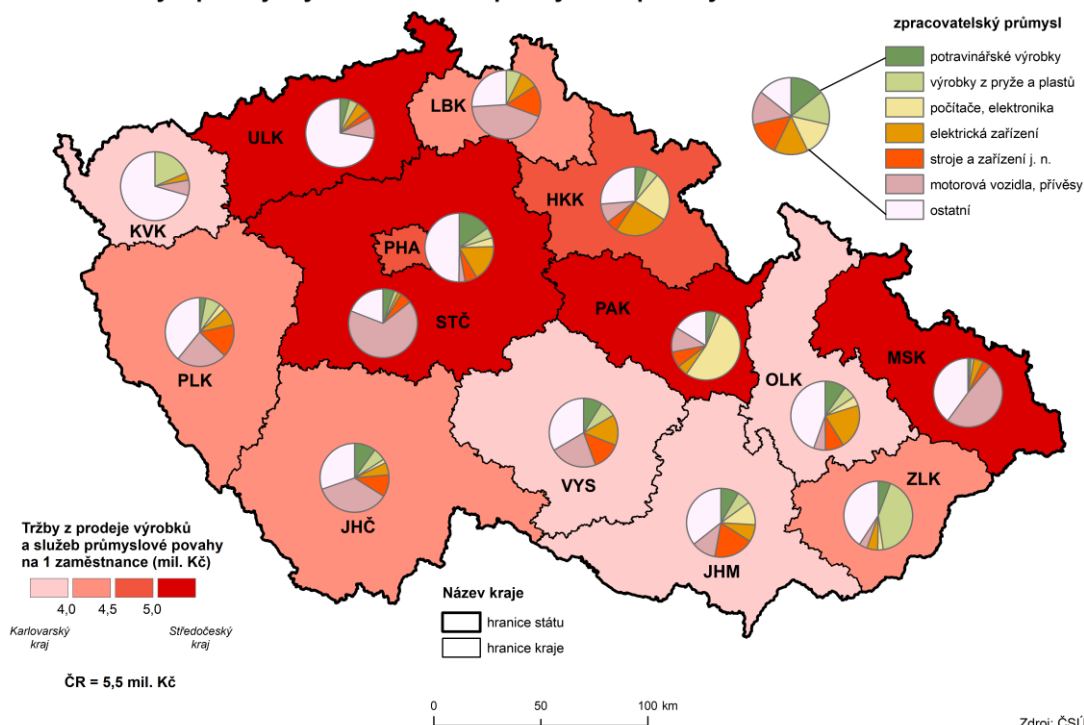 zpracovatelský průmysl
potravinářské výrobky
výrobky z pryže a plastů
počítače, elektronika
elektrická zařízení
stroje a zařízení j. n.
motorová vozidla, přívěsy
ostatní
LBK
ULK
HKK
KVK
PHA
STČ
PAK
MSK
OLK
PLK
VYS
ZLK
JHČ
JHM
Tržby z prodeje výrobků
a služeb průmyslové povahy
na 1 zaměstnance (mil. Kč)
4,0 4,5 5,0
Karlovarský
kraj
Středočeský
kraj
ČR = 5,5 mil. Kč
Název kraje
hranice státu
hranice kraje
0 50 100 km
Zdroj: ČSÚ